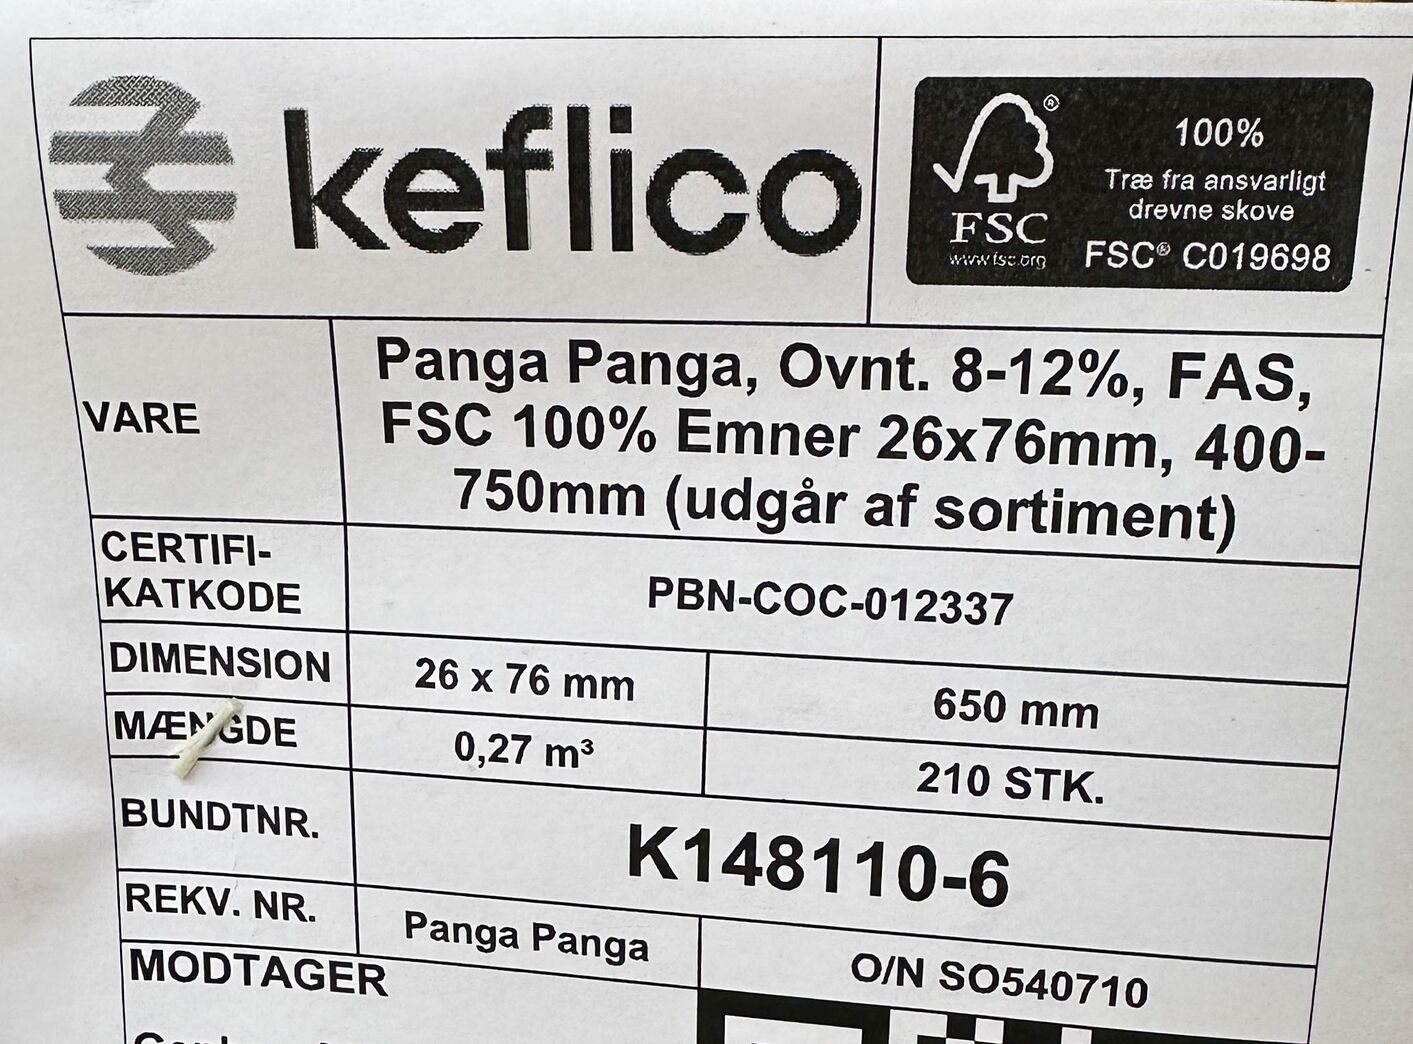 keflico
®
100%
Træ fra ansvarligt
drevne skove
FSC
www.fsc.org
FSC® C019698
VARE
Panga Panga, Ovnt. 8-12%, FAS,
FSC 100% Emner 26x76mm, 400-
750mm (udgår af sortiment)
CERTIFI-
KATKODE
PBN-COC-012337
DIMENSION
26 x 76 mm
650 mm
MÆNGDE
0,27 m³
210 STK.
BUNDTNR.
K148110-6
REKV. NR.
Panga Panga
O/N SO540710
MODTAGER